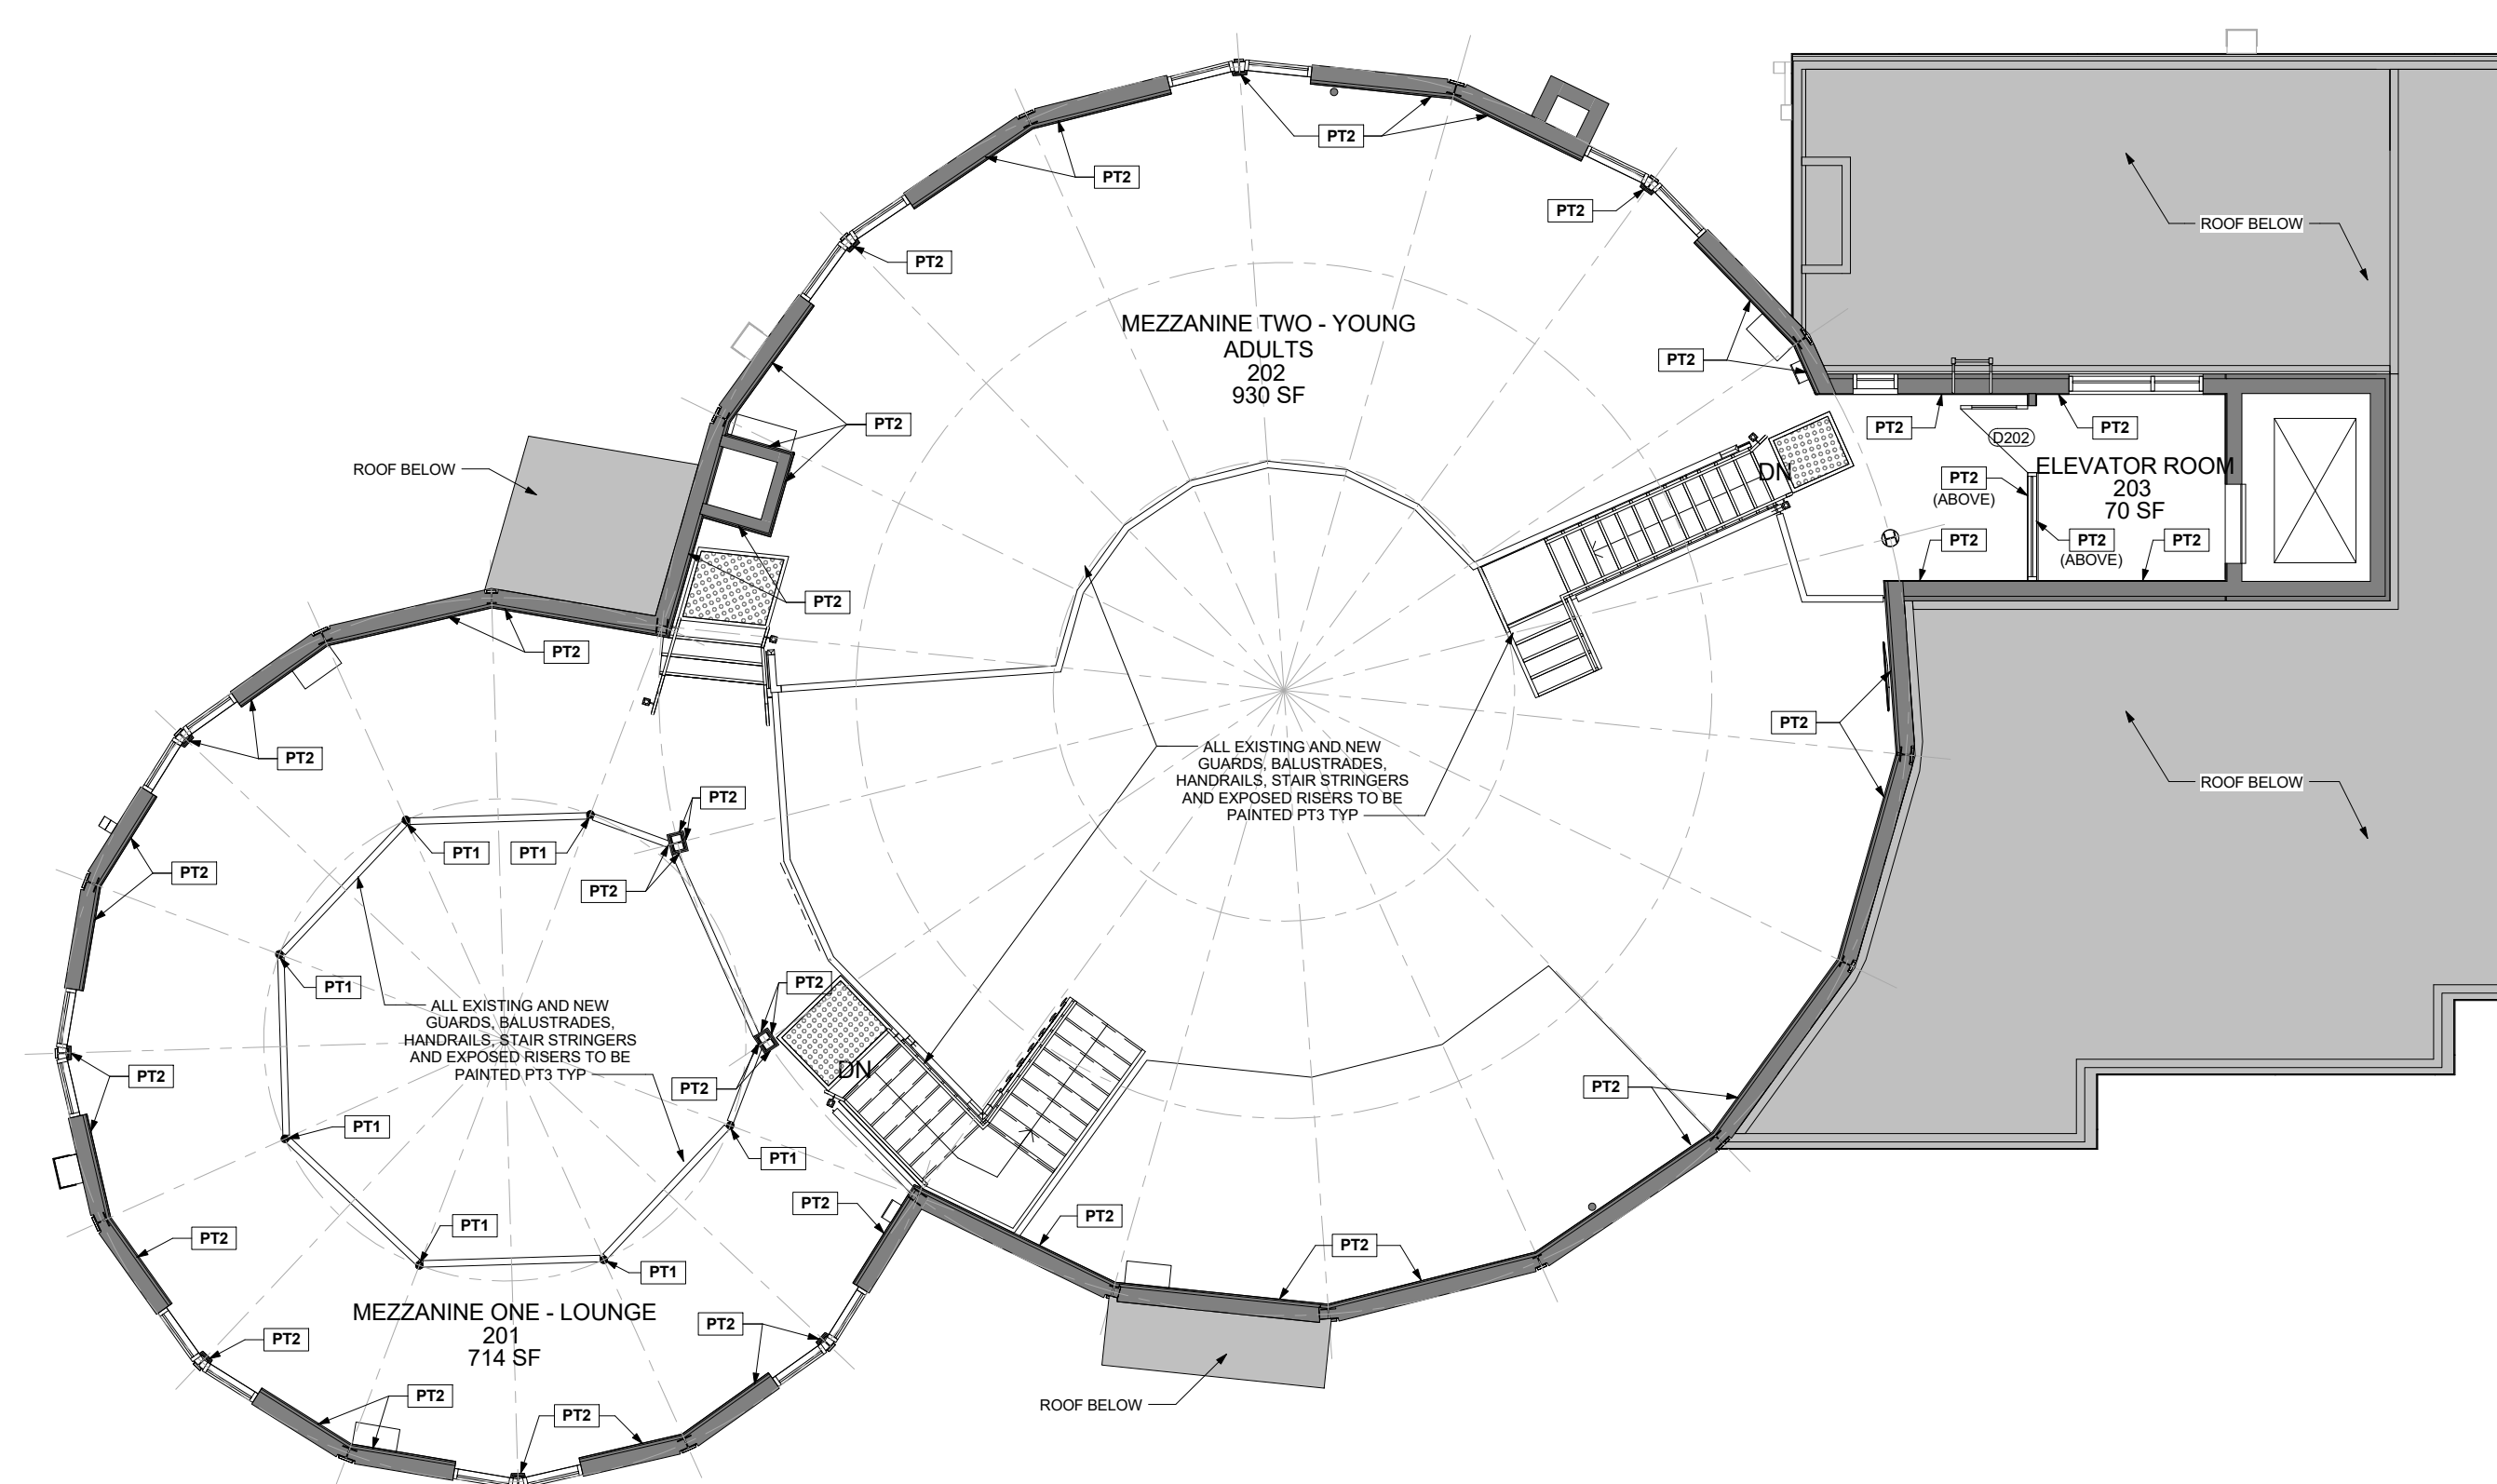 PT2
PT2
PT2
ROOF BELOW
PT2
MEZZANINE TWO - YOUNG
ADULTS
202
930 SF
PT2
PT2
PT2
PT2
D202
PT2
ROOF BELOW
DN
ELEVATOR ROOM
203
70 SF
PT2
(ABOVE)
PT2
PT2
(ABOVE)
PT2
PT2
PT2
PT2
PT2
ALL EXISTING AND NEW
GUARDS, BALUSTRADES,
HANDRAILS, STAIR STRINGERS
AND EXPOSED RISERS TO BE
PAINTED PT3 TYP
ROOF BELOW
PT2
PT2
PT1
PT1
PT2
PT2
PT2
PT1
ALL EXISTING AND NEW
GUARDS, BALUSTRADES,
HANDRAILS, STAIR STRINGERS
AND EXPOSED RISERS TO BE
PAINTED PT3 TYP
DN
PT2
PT2
PT2
PT1
PT1
PT2
PT2
PT1
PT2
PT2
PT1
MEZZANINE ONE - LOUNGE
201
714 SF
PT2
PT2
PT2
PT2
ROOF BELOW